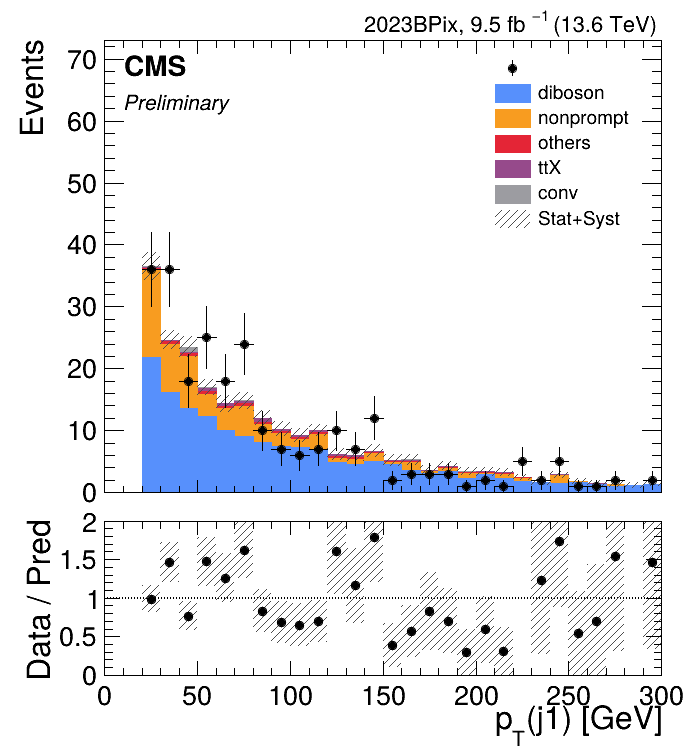 2023BPix, 9.5 fb⁻¹ (13.6 TeV)
CMS
Preliminary
Events
70
60
50
40
30
20
10
0
diboson
nonprompt
others
ttX
conv
Stat+Syst
Data / Pred
2
1.5
1
0.5
0
0 50 100 150 200 250 300
p_T(j1) [GeV]